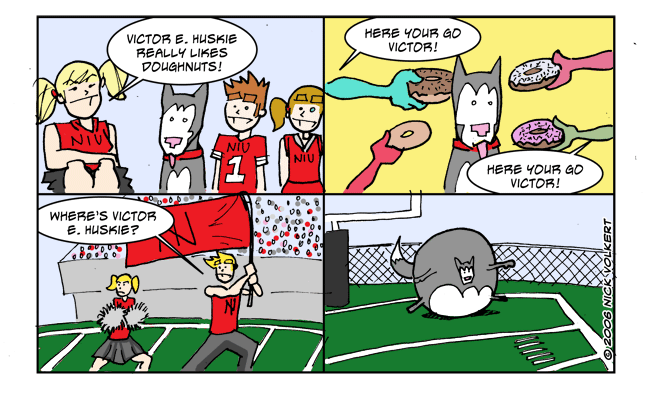 VICTOR E. HUSKIE
REALLY LIKES
DOUGHNUTS!
NIU
NIU
1
NIU
HERE YOUR GO
VICTOR!
HERE YOUR GO
VICTOR!
WHERE'S VICTOR
E. HUSKIE?
N
N
© 2006 NICK VOLKERT